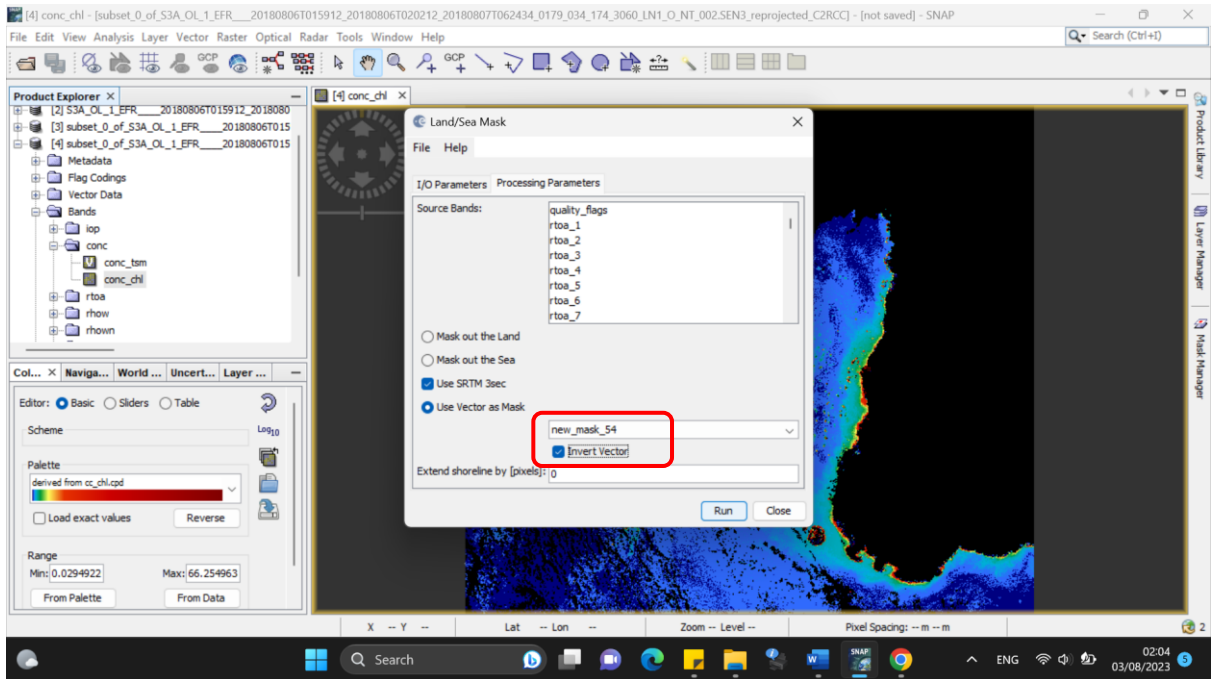 [4] conc_chl - [subset_0_of_S3A_OL_1_EFR____20180806T015912_20180806T020212_20180807T062434_0179_034_174_3060_LN1_O_NT_002.SEN3_reprojected_C2RCC] - [not saved] - SNAP
File Edit View Analysis Layer Vector Raster Optical Radar Tools Window Help
Search (Ctrl+I)
GCP GCP
Product Explorer
[4] conc_chl
[2] S3A_OL_1_EFR____20180806T015912_2018080
[3] subset_0_of_S3A_OL_1_EFR____20180806T015
[4] subset_0_of_S3A_OL_1_EFR____20180806T015
Metadata
Flag Codings
Vector Data
Bands
iop
conc
conc_tsm
conc_chl
rtoa
rhow
rhown
Land/Sea Mask
File Help
I/O Parameters Processing Parameters
Source Bands:
quality_flags
rtoa_1
rtoa_2
rtoa_3
rtoa_4
rtoa_5
rtoa_6
rtoa_7
Mask out the Land
Mask out the Sea
Use SRTM 3sec
Use Vector as Mask
new_mask_54
Invert Vector
Extend shoreline by [pixels]: 0
Run Close
Product Library
Layer Manager
Mask Manager
Col... Naviga... World ... Uncert... Layer ...
Editor: Basic Sliders Table
Scheme
Log10
Palette
derived from cc_chl.cpd
Load exact values Reverse
Range
Min: 0.0294922 Max: 66.254963
From Palette From Data
X -- Y -- Lat -- Lon -- Zoom -- Level -- Pixel Spacing: -- m -- m 2
Search
SNAP
ENG
02:04
03/08/2023
5